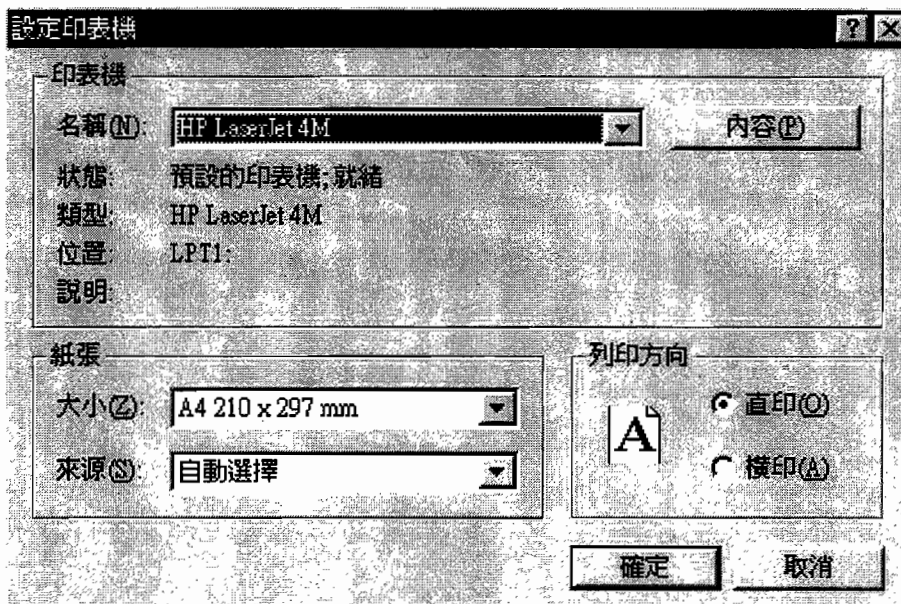 設定印表機
印表機
名稱(N): HP LaserJet 4M 內容(P)
狀態: 預設的印表機; 就緒
類型: HP LaserJet 4M
位置: LPT1:
說明:
紙張
大小(Z): A4 210 x 297 mm
來源(S): 自動選擇
列印方向
A
直印(O)
橫印(A)
確定 取消